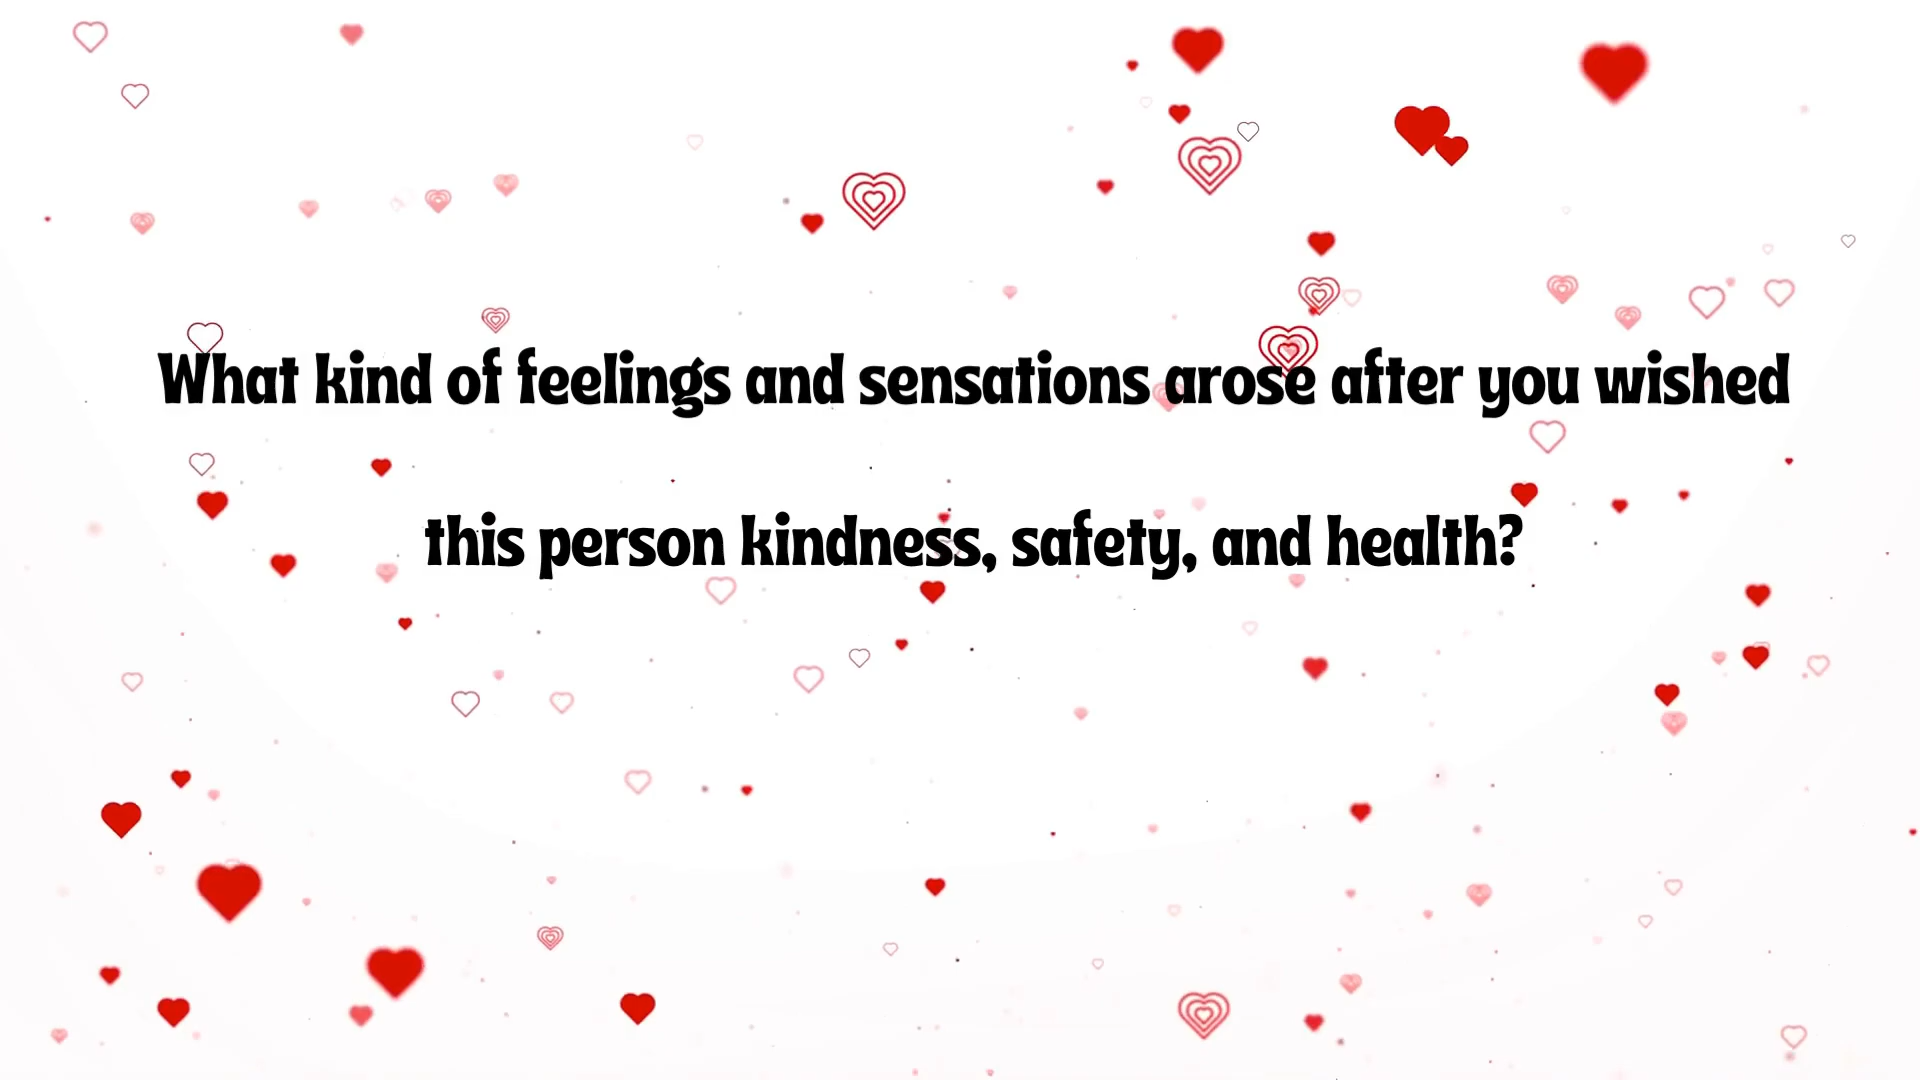 What kind of feelings and sensations arose after you wished
this person kindness, safety, and health?